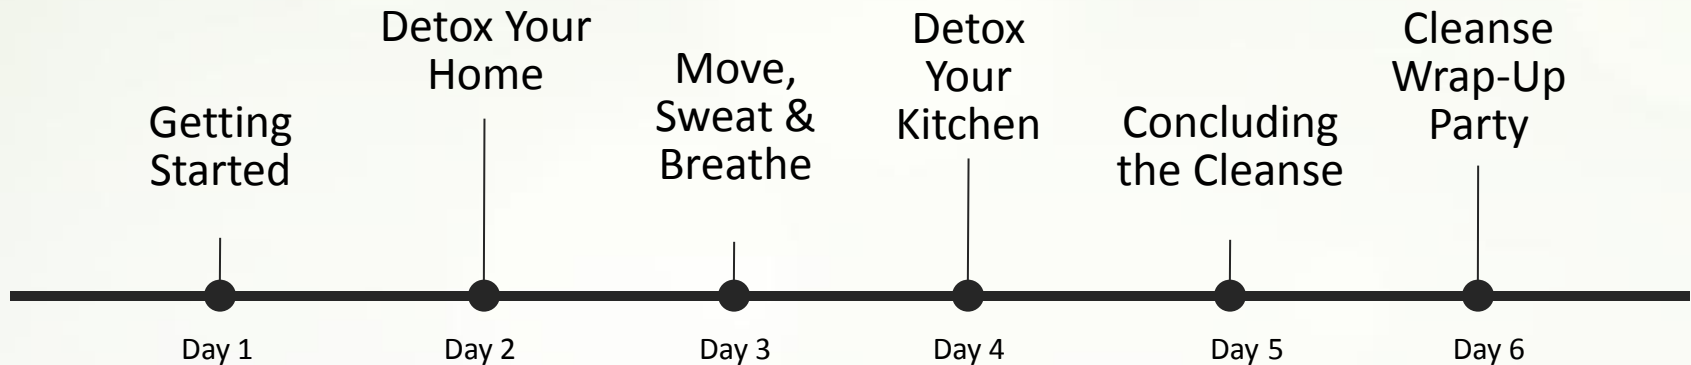 Getting
Started
Detox Your
Home
Move,
Sweat &
Breathe
Detox
Your
Kitchen
Concluding
the Cleanse
Cleanse
Wrap-Up
Party
Day 1
Day 2
Day 3
Day 4
Day 5
Day 6